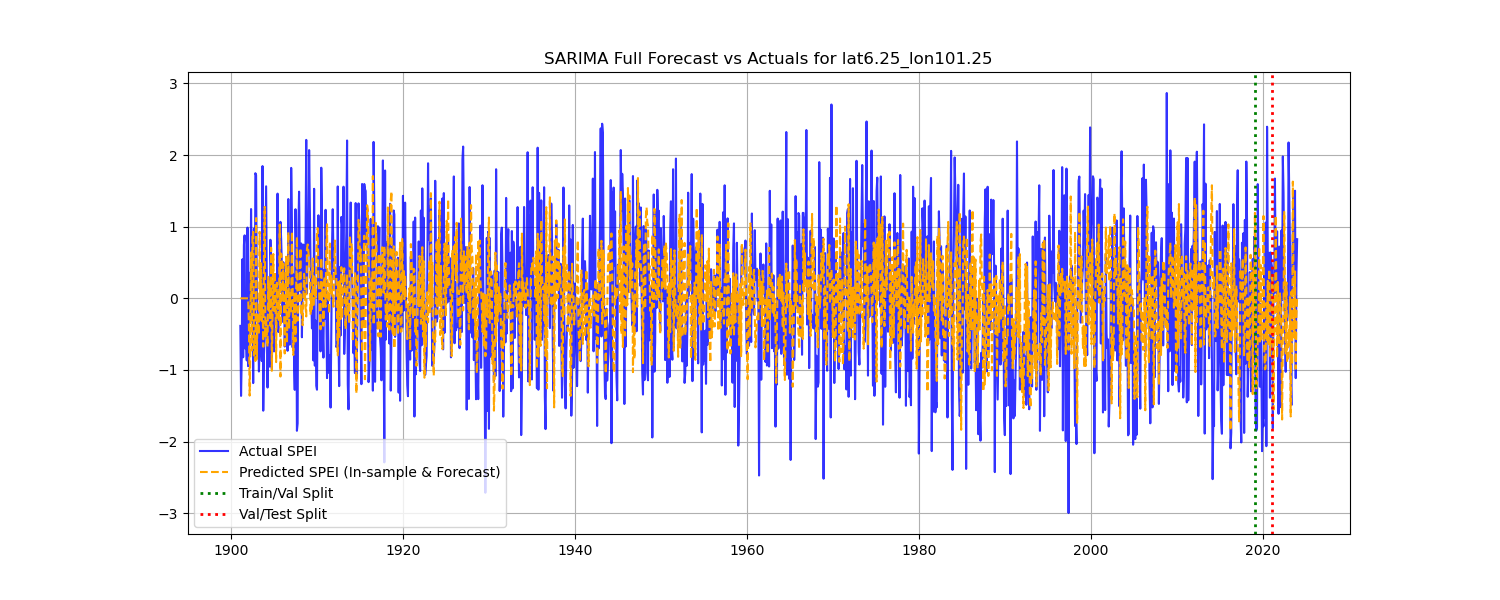 SARIMA Full Forecast vs Actuals for lat6.25_lon101.25
3
2
1
0
−1
−2
−3
Actual SPEI
Predicted SPEI (In-sample & Forecast)
Train/Val Split
Val/Test Split
1900 1920 1940 1960 1980 2000 2020